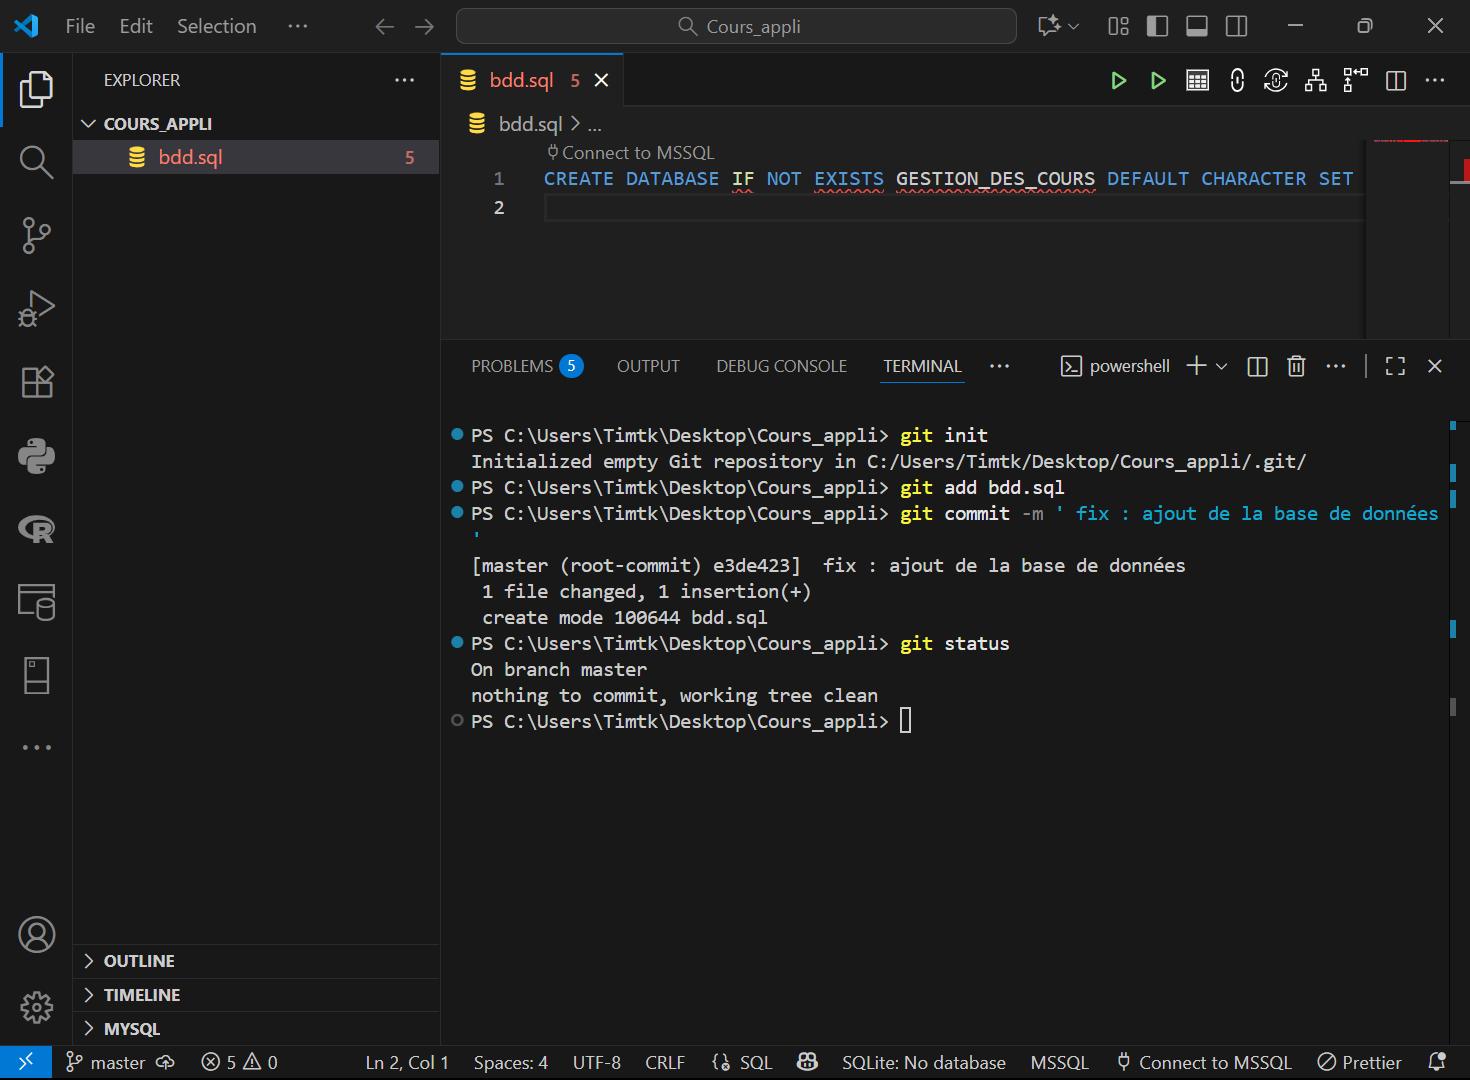 File Edit Selection ··· Cours_appli
EXPLORER ···
COURS_APPLI
bdd.sql 5
bdd.sql 5
bdd.sql > ...
Connect to MSSQL
1 CREATE DATABASE IF NOT EXISTS GESTION_DES_COURS DEFAULT CHARACTER SET
2
PROBLEMS 5 OUTPUT DEBUG CONSOLE TERMINAL ··· powershell
PS C:\Users\Timtk\Desktop\Cours_appli> git init
Initialized empty Git repository in C:/Users/Timtk/Desktop/Cours_appli/.git/
PS C:\Users\Timtk\Desktop\Cours_appli> git add bdd.sql
PS C:\Users\Timtk\Desktop\Cours_appli> git commit -m ' fix : ajout de la base de données
'
[master (root-commit) e3de423]  fix : ajout de la base de données
 1 file changed, 1 insertion(+)
 create mode 100644 bdd.sql
PS C:\Users\Timtk\Desktop\Cours_appli> git status
On branch master
nothing to commit, working tree clean
PS C:\Users\Timtk\Desktop\Cours_appli>
OUTLINE
TIMELINE
MYSQL
master 5 0 Ln 2, Col 1 Spaces: 4 UTF-8 CRLF SQL SQLite: No database MSSQL Connect to MSSQL Prettier